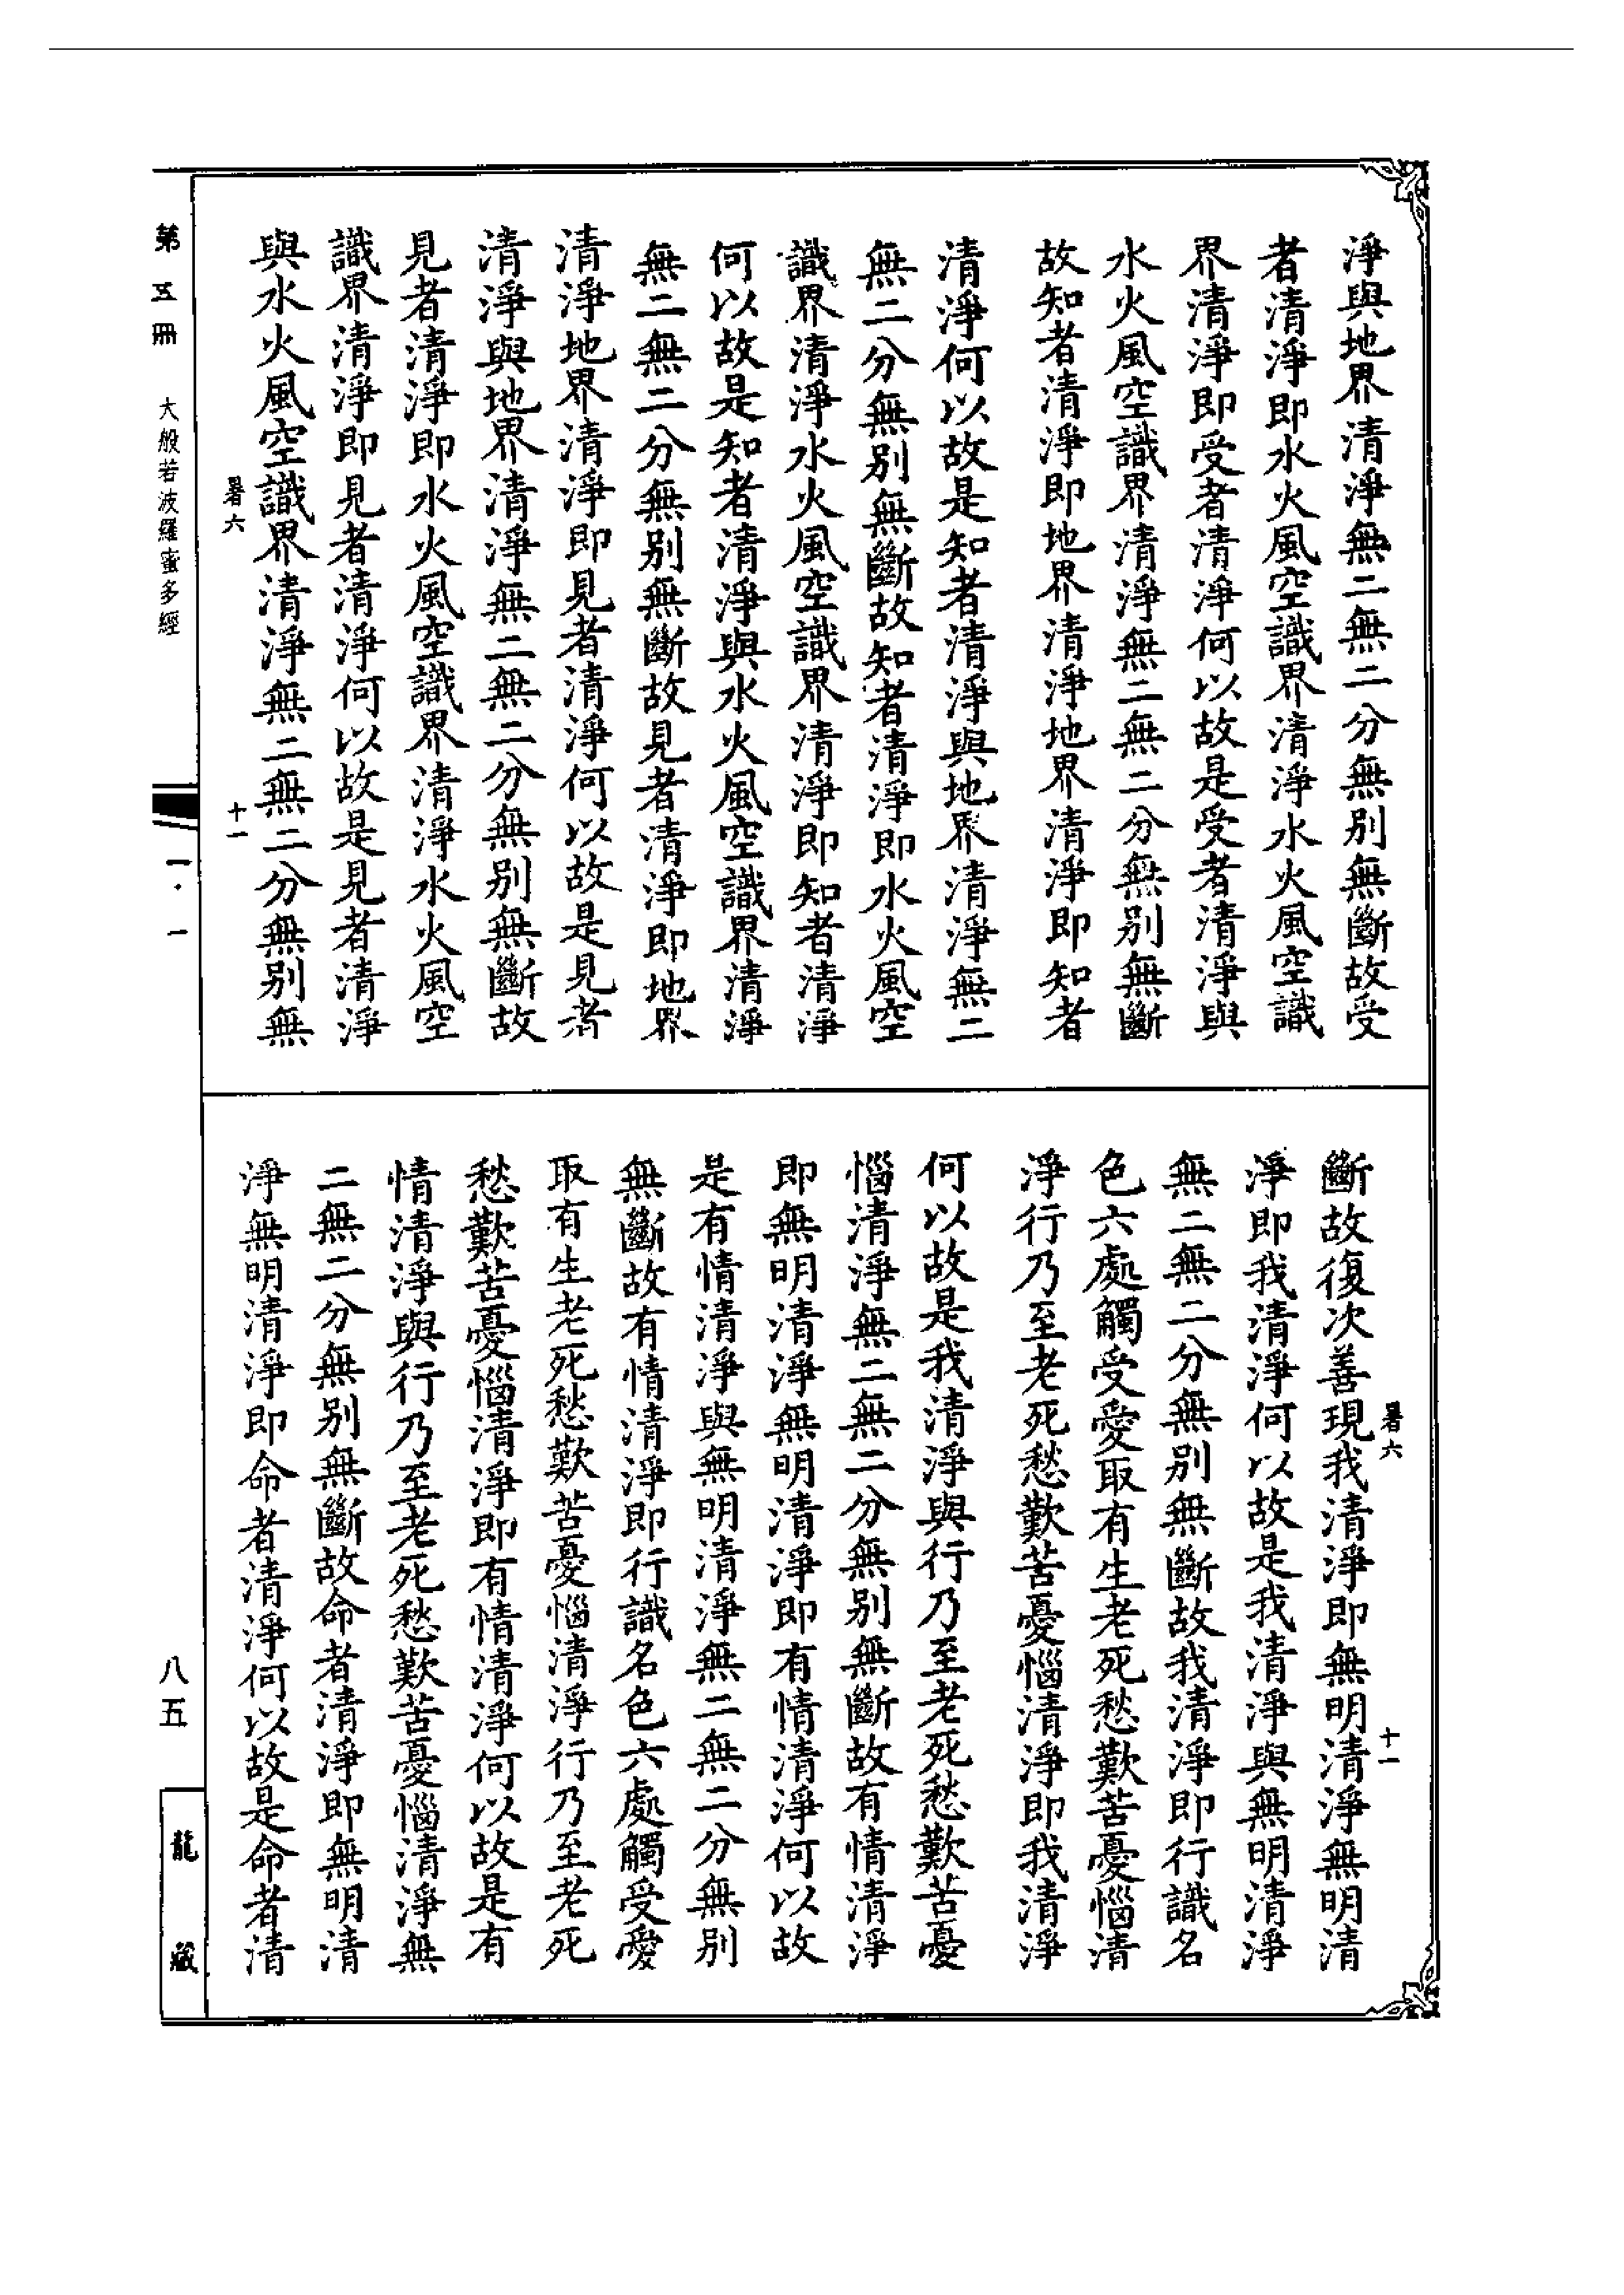 淨與地界清淨無二無二分無別無斷故受
者清淨即水火風空識界清淨水火風空識
界清淨即受者清淨何以故是受者清淨與
水火風空識界清淨無二無二分無別無斷
故知者清淨即地界清淨地界清淨即知者
清淨何以故是知者清淨與地界清淨無二
無二分無別無斷故知者清淨即水火風空
識界清淨水火風空識界清淨即知者清淨
何以故是知者清淨與水火風空識界清淨
無二無二分無別無斷故見者清淨即地界
清淨地界清淨即見者清淨何以故是見者
清淨與地界清淨無二無二分無別無斷故
見者清淨即水火風空識界清淨水火風空
識界清淨即見者清淨何以故是見者清淨
與水火風空識界清淨無二無二分無別無
暑六 十一
暑六 十一
斷故復次善現我清淨即無明清淨無明清
淨即我清淨何以故是我清淨與無明清淨
無二無二分無別無斷故我清淨即行識名
色六處觸受愛取有生老死愁歎苦憂惱清
淨行乃至老死愁歎苦憂惱清淨即我清淨
何以故是我清淨與行乃至老死愁歎苦憂
惱清淨無二無二分無別無斷故有情清淨
即無明清淨無明清淨即有情清淨何以故
是有情清淨與無明清淨無二無二分無別
無斷故有情清淨即行識名色六處觸受愛
取有生老死愁歎苦憂惱清淨行乃至老死
愁歎苦憂惱清淨即有情清淨何以故是有
情清淨與行乃至老死愁歎苦憂惱清淨無
二無二分無別無斷故命者清淨即無明清
淨無明清淨即命者清淨何以故是命者清
第五冊 大般若波羅蜜多經 一·一 八五 龍藏